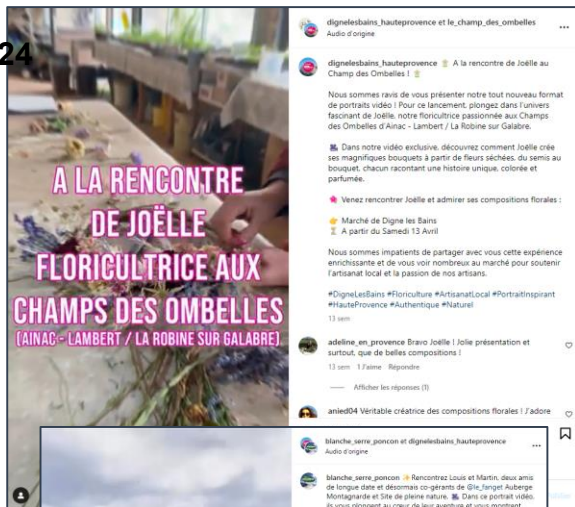 24
A LA RENCONTRE
DE JOËLLE
FLORICULTRICE AUX
CHAMPS DES OMBELLES
(AINAC - LAMBERT / LA ROBINE SUR GALABRE)
dignelesbains_hauteprovence et le_champ_des_ombelles
Audio d'origine
dignelesbains_hauteprovence A la rencontre de Joëlle au
Champ des Ombelles !
Nous sommes ravis de vous présenter notre tout nouveau format
de portraits vidéo ! Pour ce lancement, plongez dans l'univers
fascinant de Joëlle, notre floricultrice passionnée aux Champs
des Ombelles d'Ainac - Lambert / La Robine sur Galabre.
Dans notre vidéo exclusive, découvrez comment Joëlle crée
ses magnifiques bouquets à partir de fleurs séchées, du semis au
bouquet, chacun racontant une histoire unique, colorée et
parfumée.
Venez rencontrer Joëlle et admirer ses compositions florales :
👉 Marché de Digne les Bains
⏳ A partir du Samedi 13 Avril
Nous sommes impatients de partager avec vous cette expérience
enrichissante et de vous voir nombreux au marché pour soutenir
l'artisanat local et la passion de nos artisans.
#DigneLesBains #Floriculture #ArtisanatLocal #PortraitInspirant
#HauteProvence #Authentique #Naturel
13 sem
adeline_en_provence Bravo Joëlle ! Jolie présentation et
surtout, que de belles compositions !
13 sem 1 J'aime Répondre
Afficher les réponses (1)
anied04 Véritable créatrice des compositions florales ! J'adore
blanche_serre_poncon et dignelesbains_hauteprovence
Audio d'origine
blanche_serre_poncon ✨ Rencontrez Louis et Martin, deux amis
de longue date et désormais co-gérants de @le_fanget Auberge
Montagnarde et Site de pleine nature. Dans ce portrait vidéo,
ils vous plongent au cœur de leur aventure et vous montrent